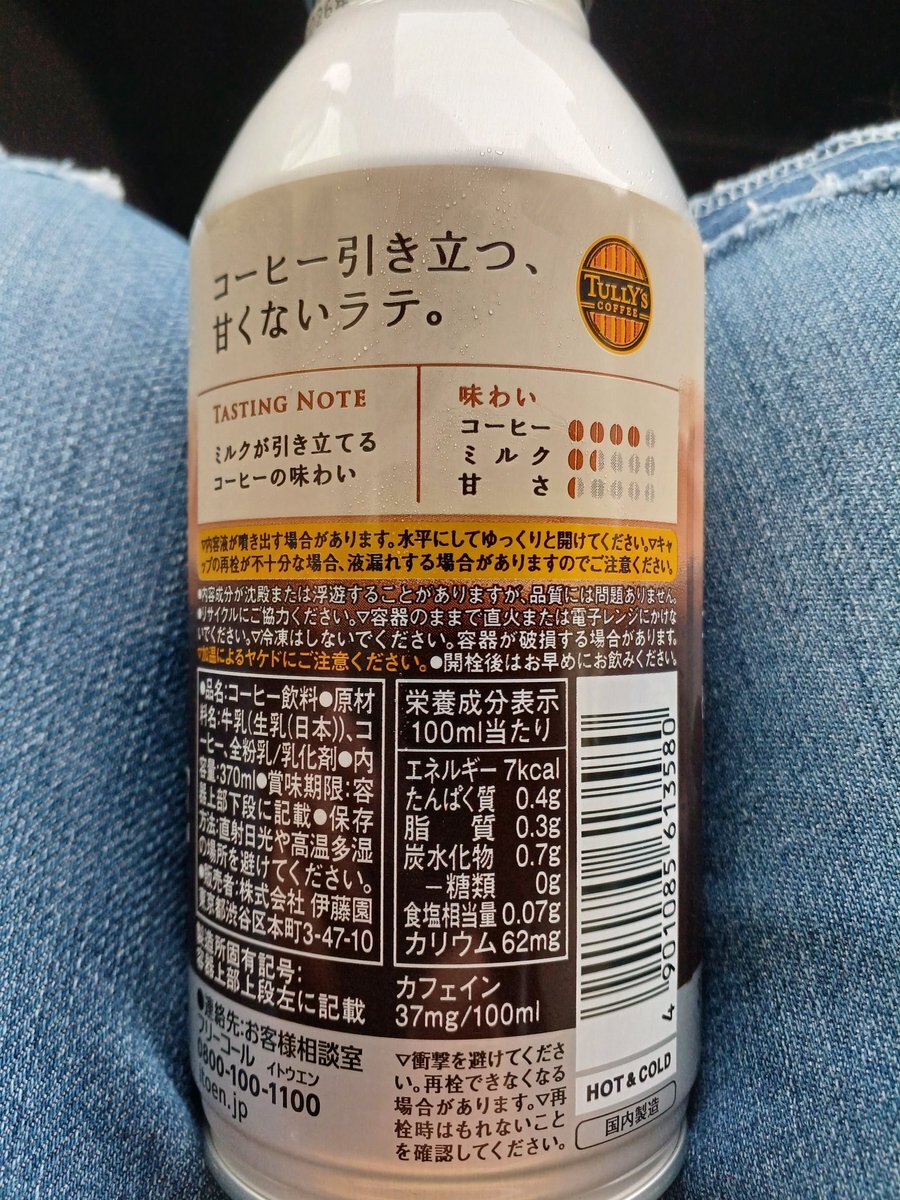 コーヒー引き立つ、
甘くないラテ。
TULLY'S
COFFEE
TASTING NOTE
ミルクが引き立てる
コーヒーの味わい
味わい
コーヒー
ミルク
甘さ
▽内容液が噴き出す場合があります。水平にしてゆっくりと開けてください。▽キャ
ップの再栓が不十分な場合、液漏れする場合がありますのでご注意ください。
●内容成分が沈殿または浮遊することがありますが、品質には問題ありません。
●リサイクルにご協力ください。▽容器のままで直火または電子レンジにかけな
いでください。▽冷凍はしないでください。容器が破損する場合があります。
▽加温によるヤケドにご注意ください。●開栓後はお早めにお飲みください。
●品名:コーヒー飲料●原材
料名:牛乳(生乳(日本))、コ
ーヒー、全粉乳/乳化剤●内
容量:370ml●賞味期限:容
器上部下段に記載●保存
方法:直射日光や高温多湿
の場所を避けてください。
●販売者:株式会社 伊藤園
東京都渋谷区本町3-47-10
製造所固有記号:
容器上部上段左に記載
●連絡先:お客様相談室
フリーコール イトウエン
0800-100-1100
itoen.jp
栄養成分表示
100ml当たり
エネルギー 7kcal
たんぱく質 0.4g
脂質 0.3g
炭水化物 0.7g
－糖類 0g
食塩相当量 0.07g
カリウム 62mg
カフェイン
37mg/100ml
▽衝撃を避けてくださ
い。再栓できなくなる
場合があります。▽再
栓時はもれないこと
を確認してください。
4 901085 613580
HOT&COLD
国内製造